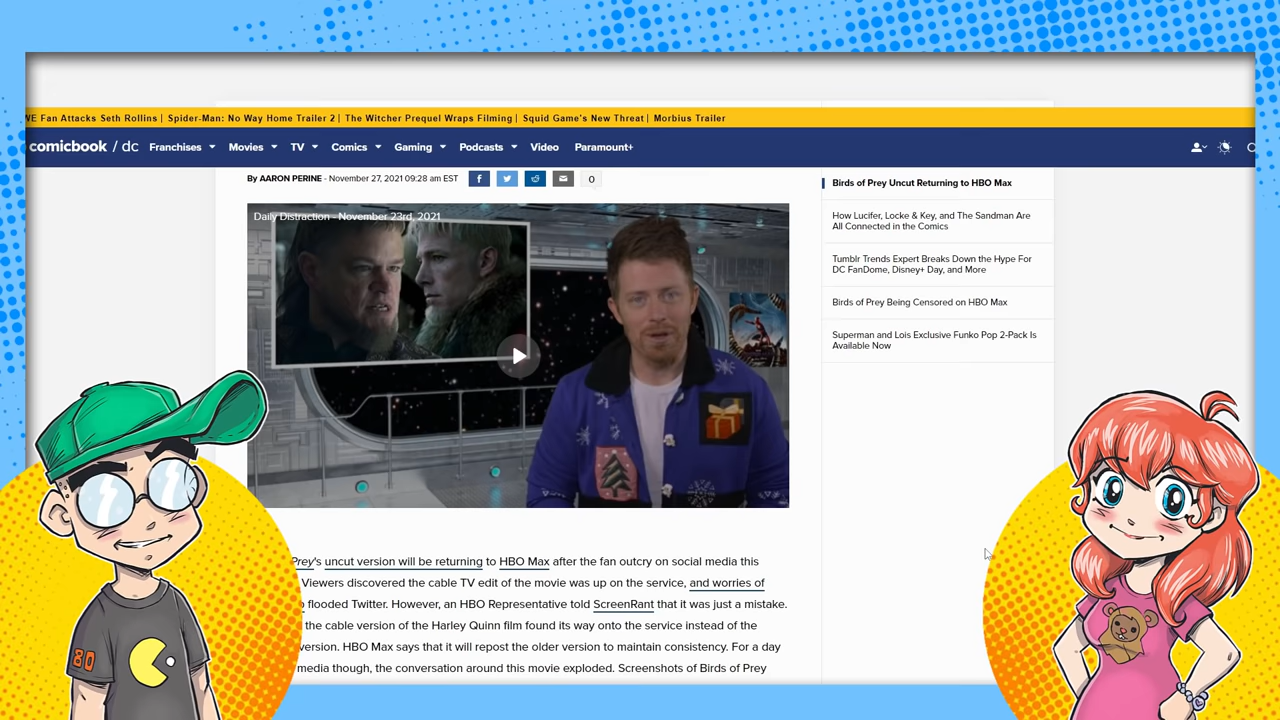 WE Fan Attacks Seth Rollins | Spider-Man: No Way Home Trailer 2 | The Witcher Prequel Wraps Filming | Squid Game's New Threat | Morbius Trailer
comicbook / dc Franchises Movies TV Comics Gaming Podcasts Video Paramount+
By AARON PERINE - November 27, 2021 09:28 am EST
0
Daily Distraction - November 23rd, 2021
Prey's uncut version will be returning to HBO Max after the fan outcry on social media this
Viewers discovered the cable TV edit of the movie was up on the service, and worries of
flooded Twitter. However, an HBO Representative told ScreenRant that it was just a mistake.
the cable version of the Harley Quinn film found its way onto the service instead of the
version. HBO Max says that it will repost the older version to maintain consistency. For a day
media though, the conversation around this movie exploded. Screenshots of Birds of Prey
Birds of Prey Uncut Returning to HBO Max
How Lucifer, Locke & Key, and The Sandman Are
All Connected in the Comics
Tumblr Trends Expert Breaks Down the Hype For
DC FanDome, Disney+ Day, and More
Birds of Prey Being Censored on HBO Max
Superman and Lois Exclusive Funko Pop 2-Pack Is
Available Now
80